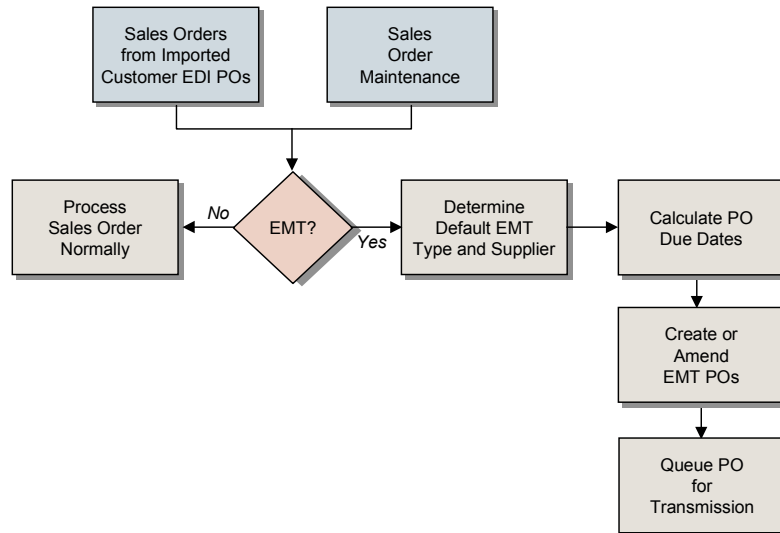 Sales Orders
from Imported
Customer EDI POs
Sales
Order
Maintenance
Process
Sales Order
Normally
No
EMT?
Yes
Determine
Default EMT
Type and Supplier
Calculate PO
Due Dates
Create or
Amend
EMT POs
Queue PO
for
Transmission